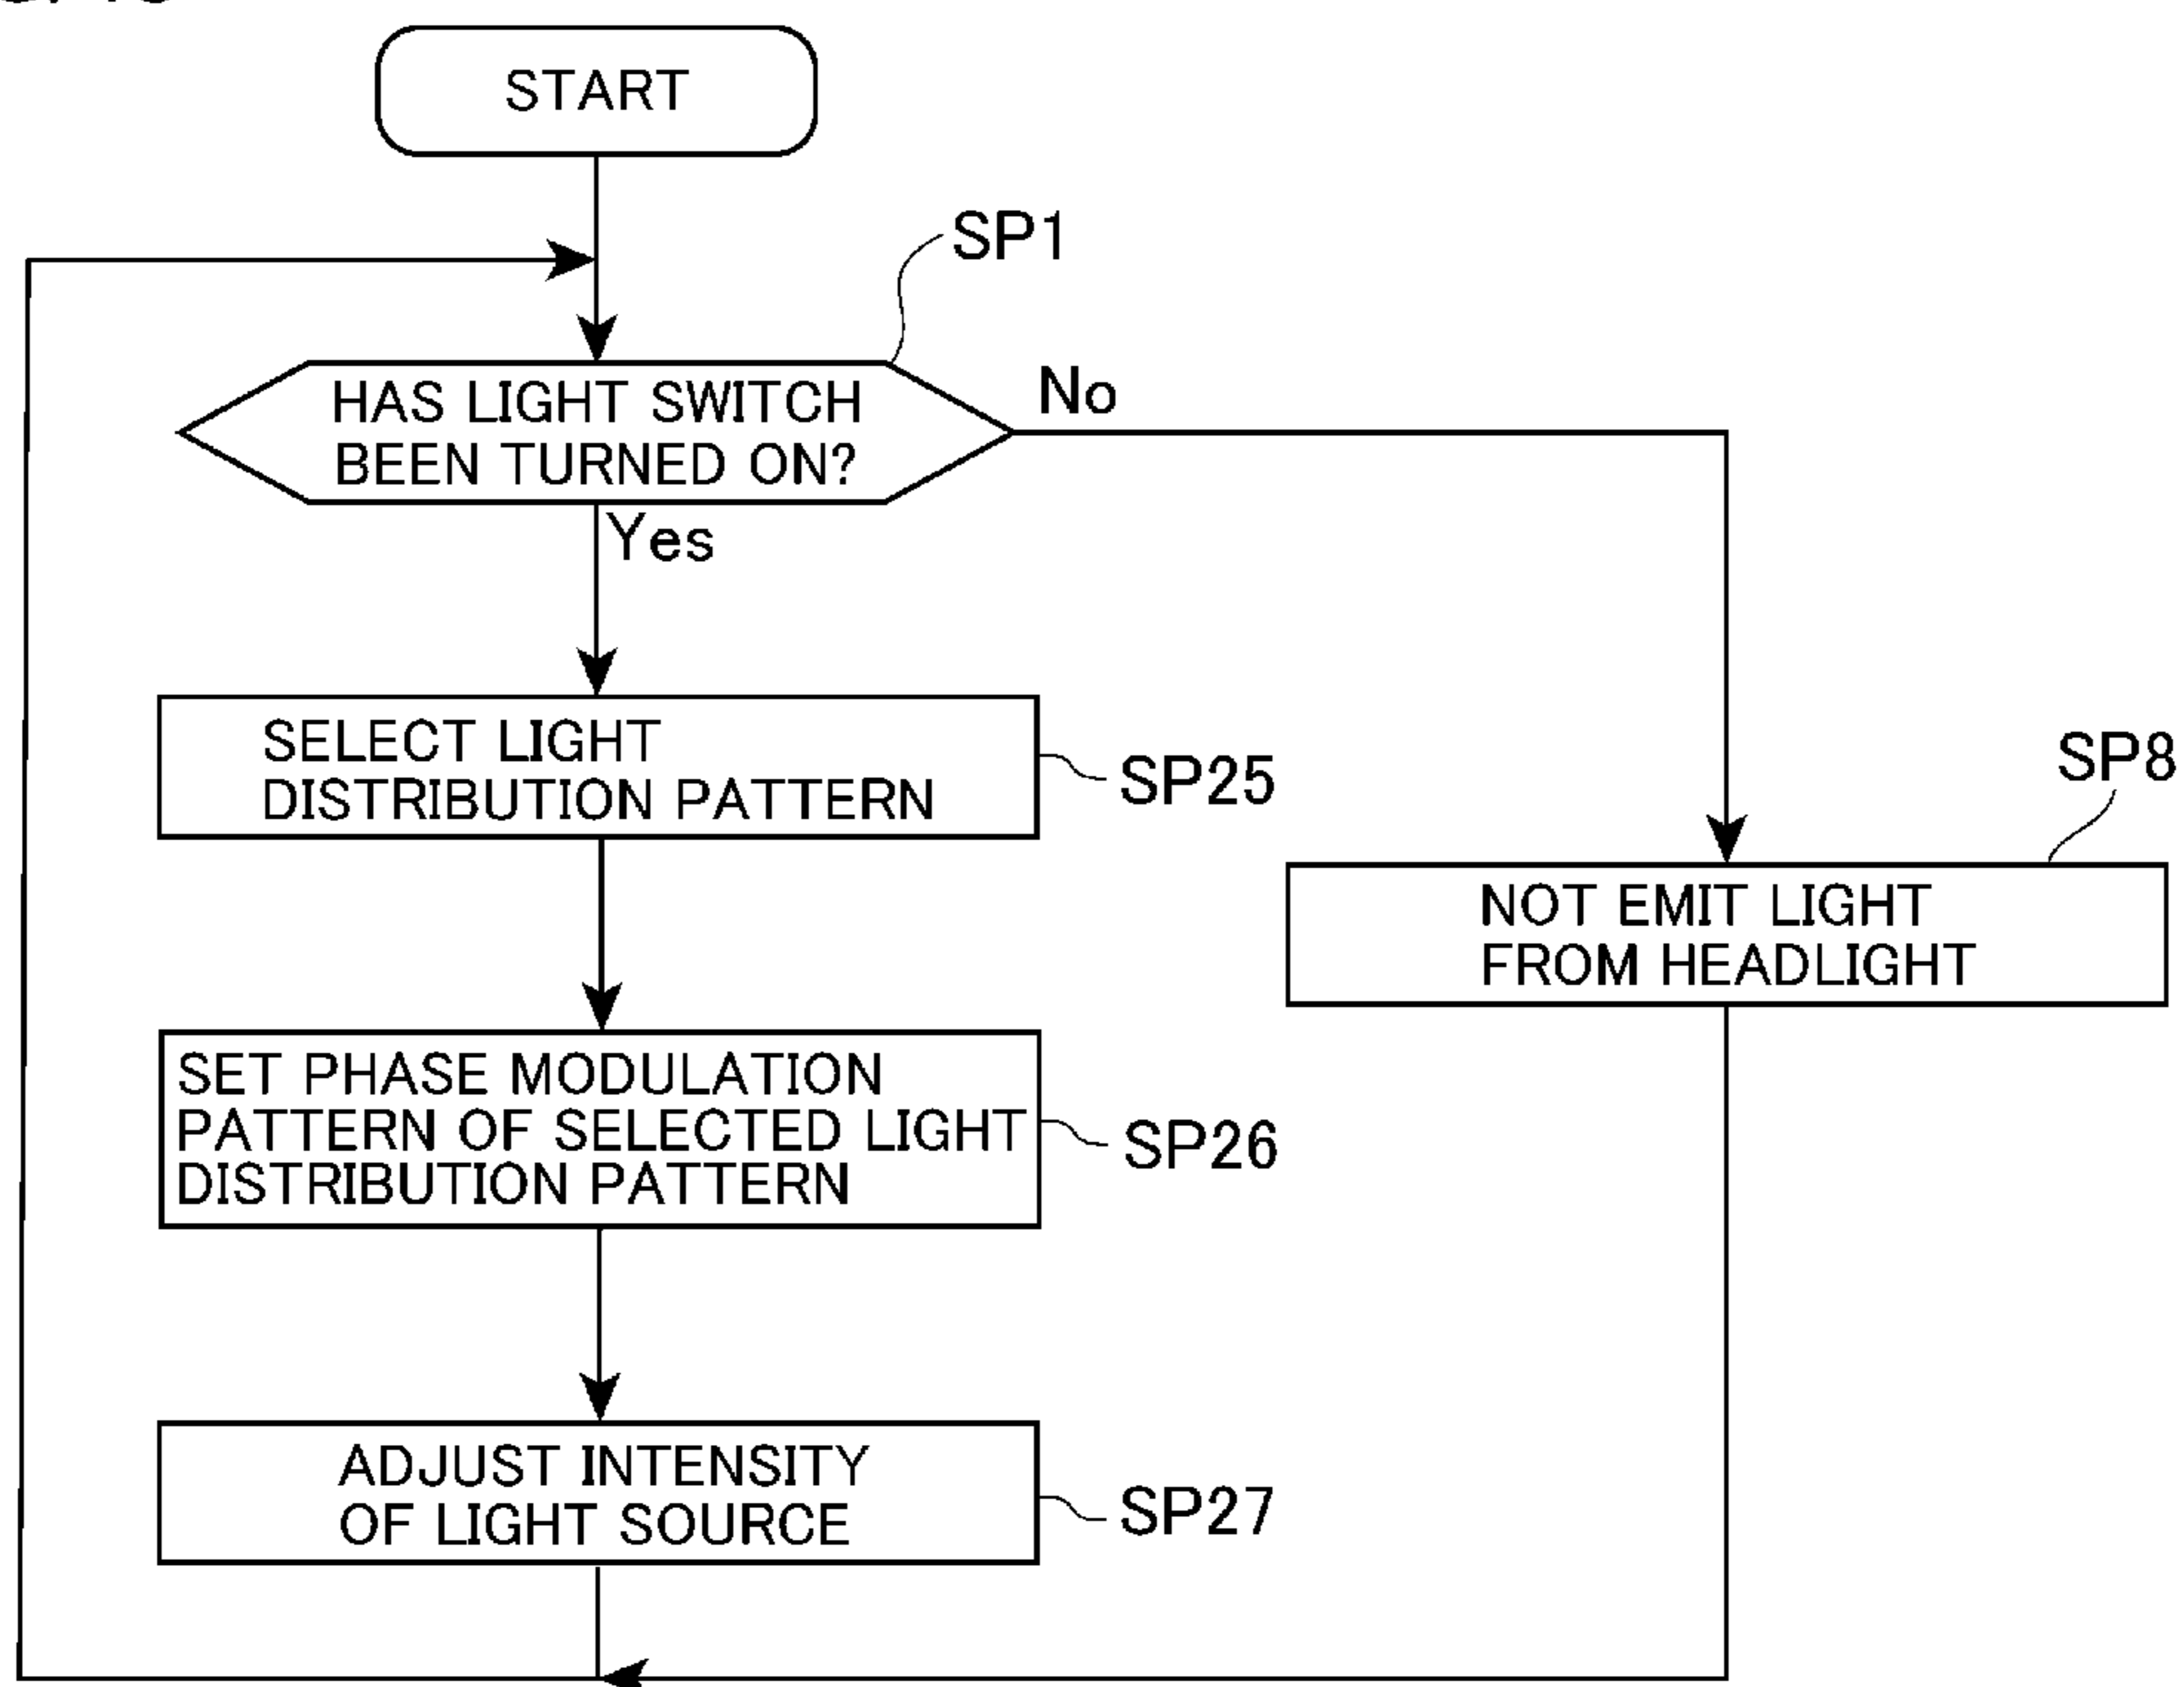 START
SP1
HAS LIGHT SWITCH
BEEN TURNED ON?
No
Yes
SELECT LIGHT
DISTRIBUTION PATTERN
SP25
SP8
NOT EMIT LIGHT
FROM HEADLIGHT
SET PHASE MODULATION
PATTERN OF SELECTED LIGHT
DISTRIBUTION PATTERN
SP26
ADJUST INTENSITY
OF LIGHT SOURCE
SP27